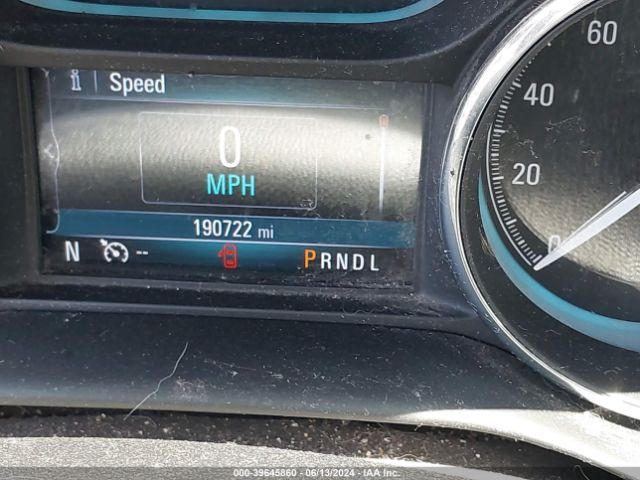 i | Speed
0
MPH
190722 mi
N -- PRNDL
60
40
20
0
000-39645860 - 06/13/2024 - IAA Inc.